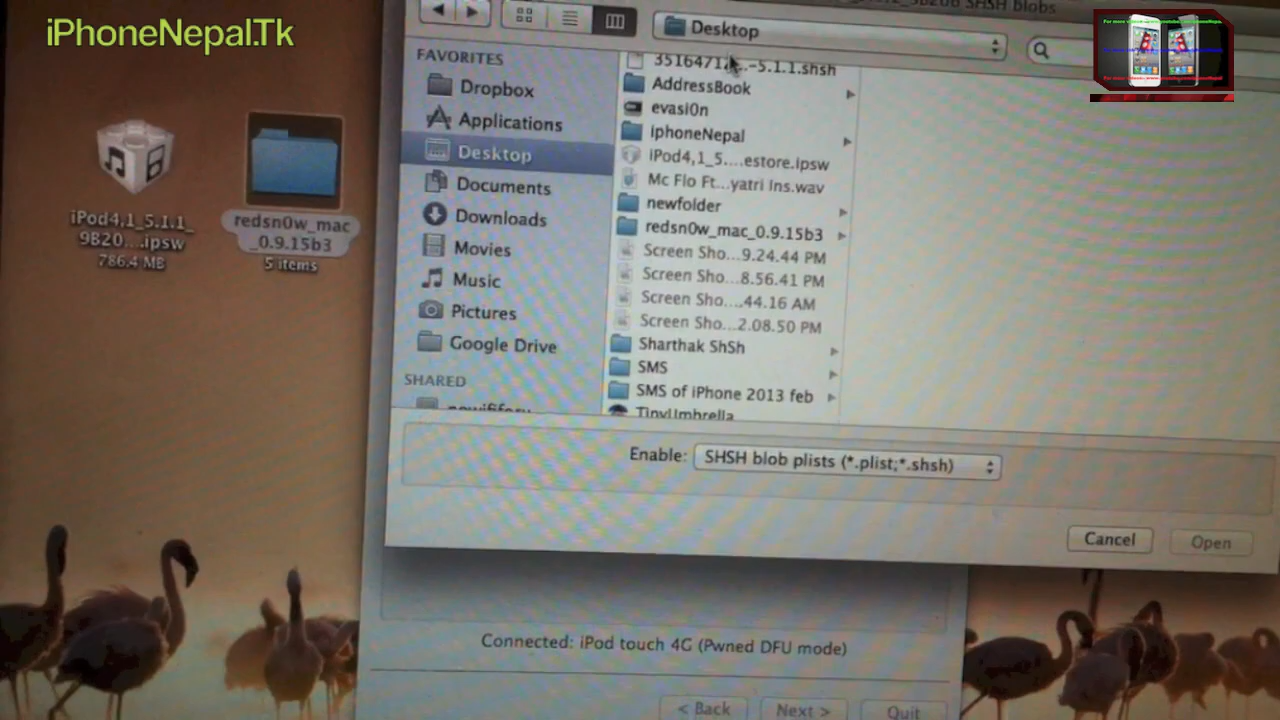 iPhoneNepal.Tk
SHSH blobs
Desktop
FAVORITES
Dropbox
Applications
Desktop
Documents
Downloads
Movies
Music
Pictures
Google Drive
SHARED
3516471...-5.1.1.shsh
AddressBook
evasi0n
iphoneNepal
iPod4,1_5....estore.ipsw
Mc Flo Ft...yatri Ins.wav
newfolder
redsn0w_mac_0.9.15b3
Screen Sho...9.24.44 PM
Screen Sho...8.56.41 PM
Screen Sho....44.16 AM
Screen Sho...2.08.50 PM
Sharthak ShSh
SMS
SMS of iPhone 2013 feb
TinyUmbrella
iPod4,1_5.1.1_
9B20....ipsw
786.4 MB
redsn0w_mac
_0.9.15b3
5 items
Enable: SHSH blob plists (*.plist;*.shsh)
Cancel Open
Connected: iPod touch 4G (Pwned DFU mode)
< Back Next > Quit